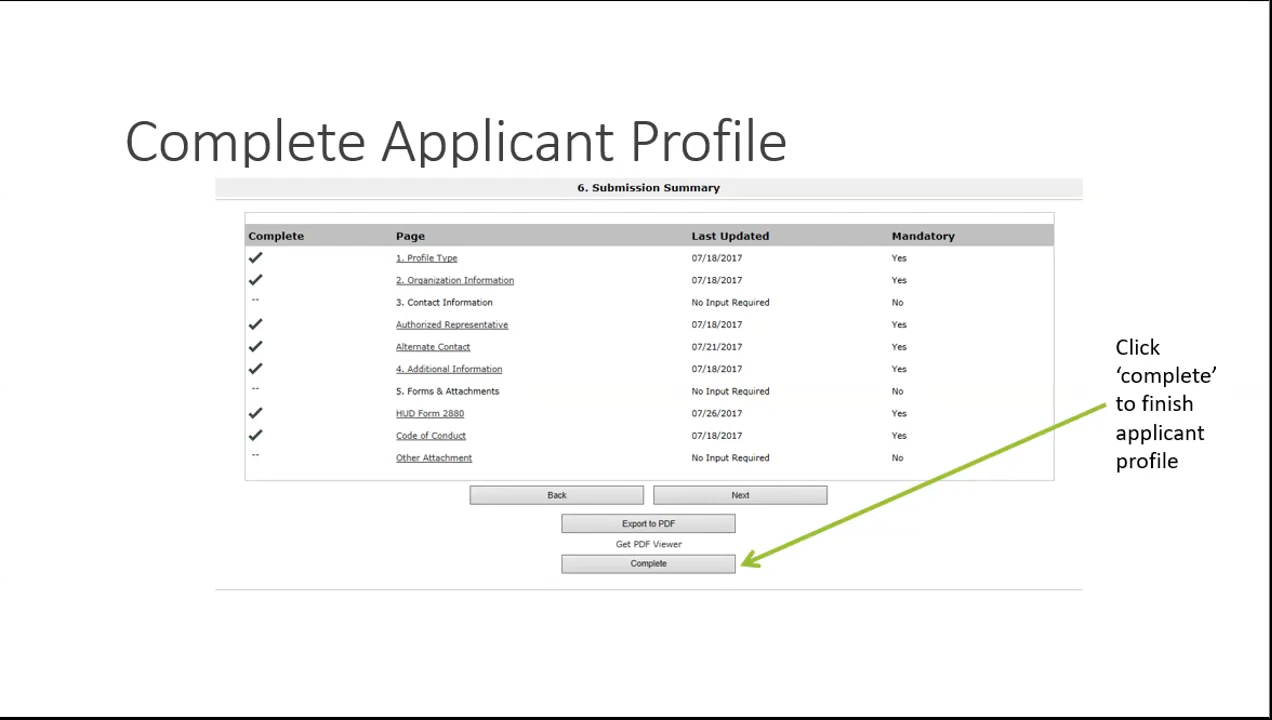 Complete Applicant Profile
6. Submission Summary
Complete Page Last Updated Mandatory
1. Profile Type 07/18/2017 Yes
2. Organization Information 07/18/2017 Yes
-- 3. Contact Information No Input Required No
Authorized Representative 07/18/2017 Yes
Alternate Contact 07/21/2017 Yes
4. Additional Information 07/18/2017 Yes
-- 5. Forms & Attachments No Input Required No
HUD Form 2880 07/26/2017 Yes
Code of Conduct 07/18/2017 Yes
-- Other Attachment No Input Required No
Back Next
Export to PDF
Get PDF Viewer
Complete
Click
‘complete’
to finish
applicant
profile